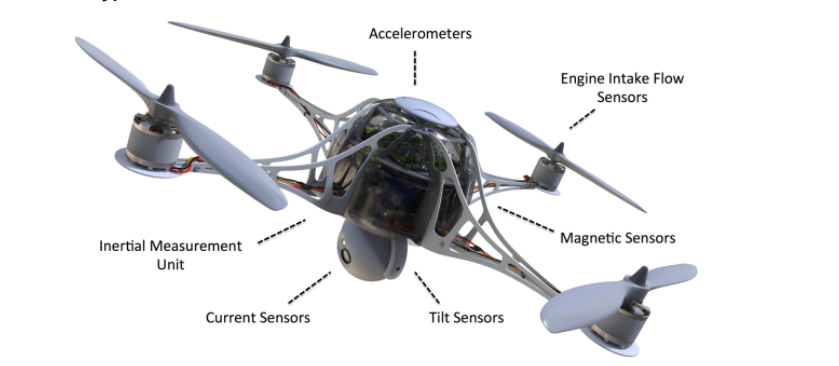 Accelerometers
Engine Intake Flow
Sensors
Inertial Measurement
Unit
Magnetic Sensors
Current Sensors
Tilt Sensors